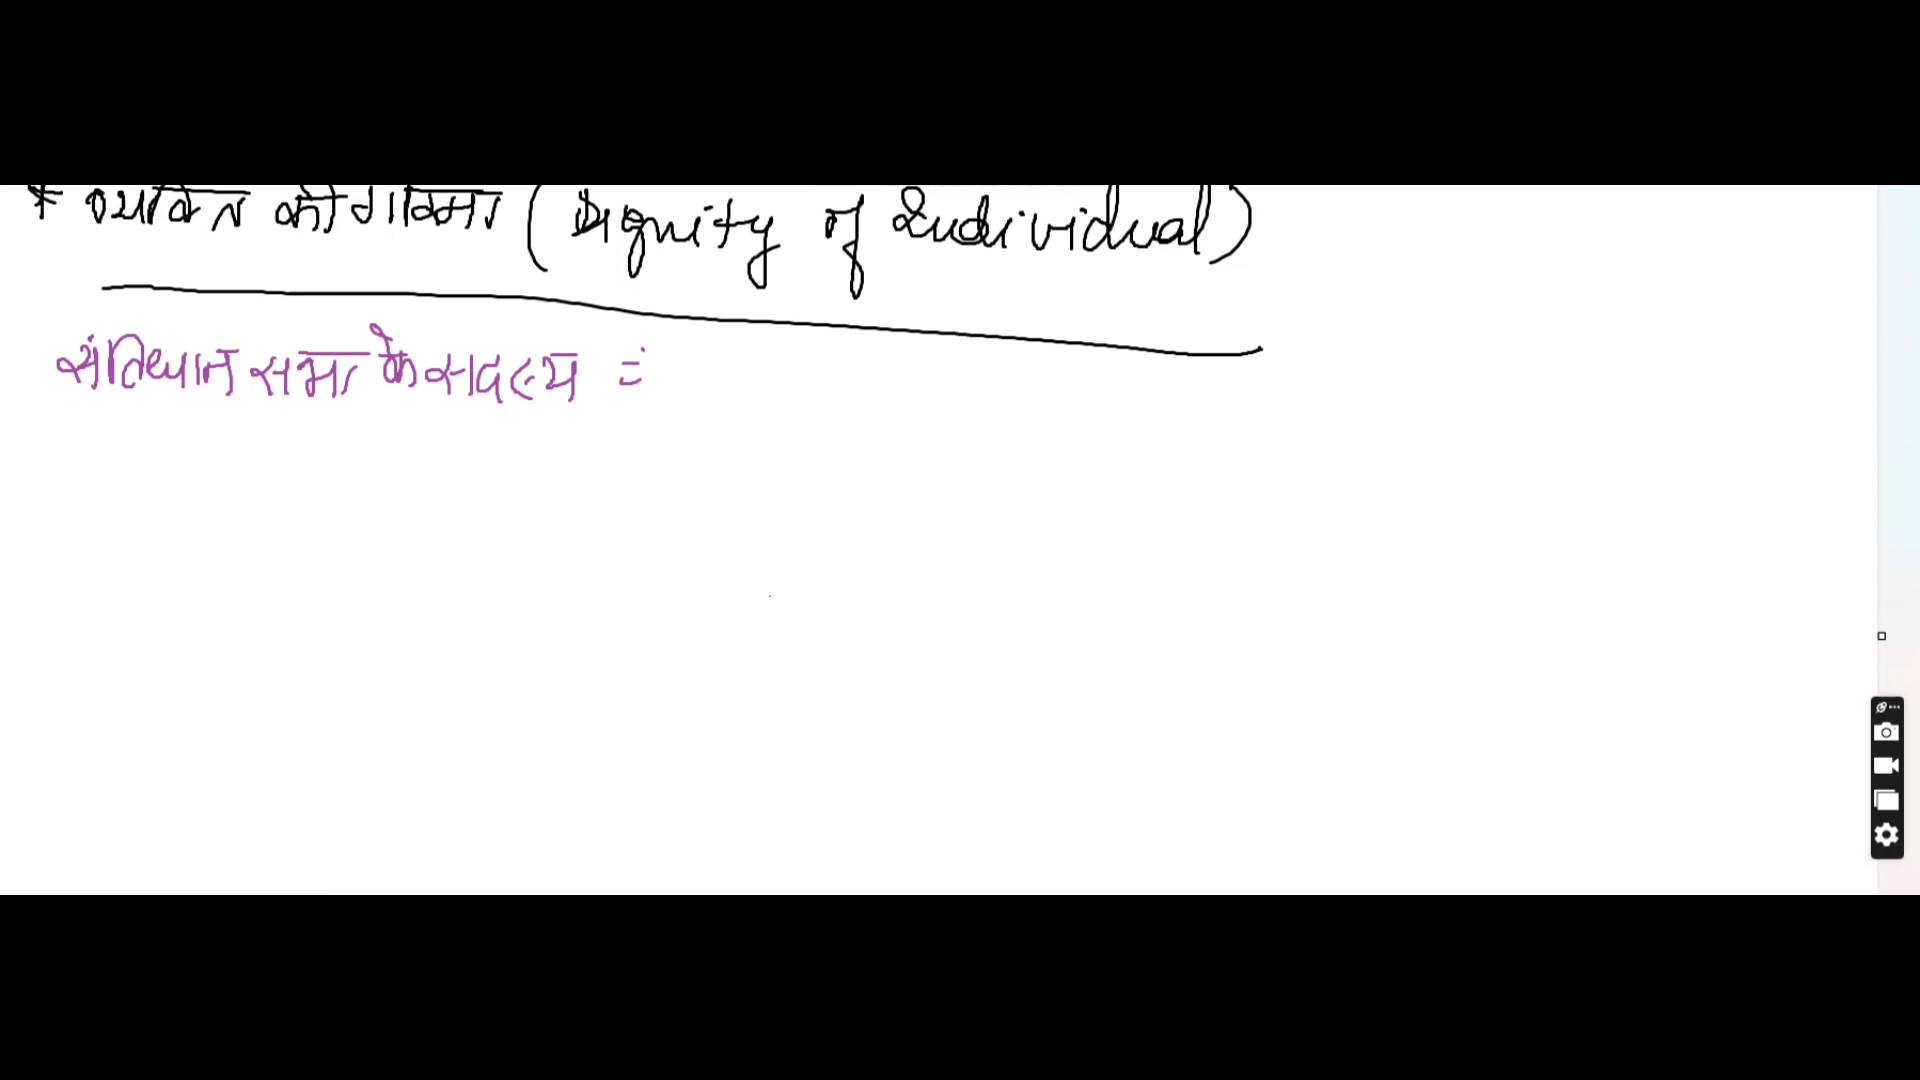 * व्यक्ति की गरिमा (Dignity of Individual)
संविधान सभा के सदस्य =